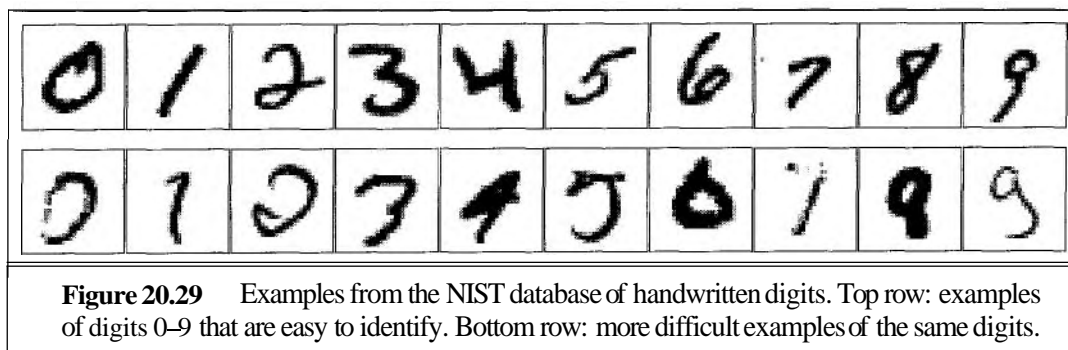 0 1 2 3 4 5 6 7 8 9
0 1 2 3 4 5 6 7 8 9
Figure 20.29 Examples from the NIST database of handwritten digits. Top row: examples
of digits 0–9 that are easy to identify. Bottom row: more difficult examples of the same digits.